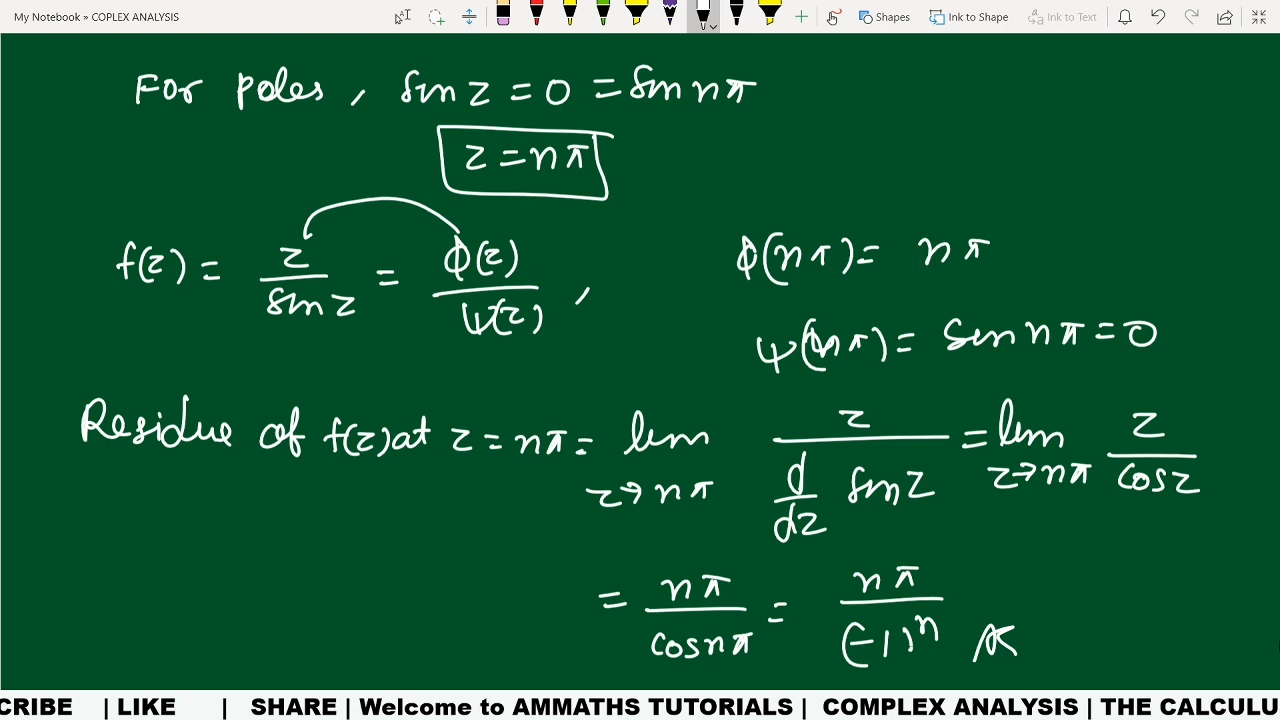 My Notebook » COPLEX ANALYSIS
Shapes Ink to Shape Ink to Text
For poles, sin z = 0 = sin nπ
z = nπ
f(z) = z/sin z = ϕ(z)/ψ(z) ,
ϕ(nπ) = nπ
ψ(nπ) = sin nπ = 0
Residue of f(z) at z = nπ = lim z→nπ z / (d/dz sin z) = lim z→nπ z/cos z
= nπ/cos nπ = nπ/(-1)^n
CRIBE | LIKE | SHARE | Welcome to AMMATHS TUTORIALS | COMPLEX ANALYSIS | THE CALCULU